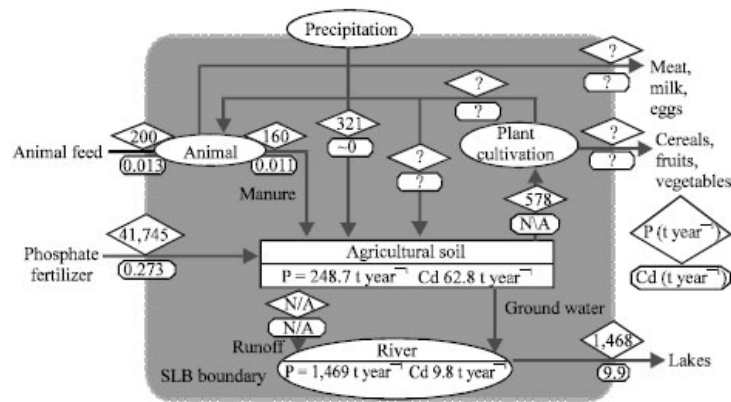 Precipitation
?
?
Meat,
milk,
eggs
?
?
200
0.013
Animal feed
Animal
160
0.011
Manure
321
~0
?
?
Plant
cultivation
?
?
Cereals,
fruits,
vegetables
578
N\A
41,745
0.273
Phosphate
fertilizer
Agricultural soil
P = 248.7 t year⁻¹ Cd 62.8 t year⁻¹
P (t year⁻¹)
Cd (t year⁻¹)
N/A
N/A
Runoff
Ground water
SLB boundary
River
P = 1,469 t year⁻¹ Cd 9.8 t year⁻¹
1,468
9.9
Lakes